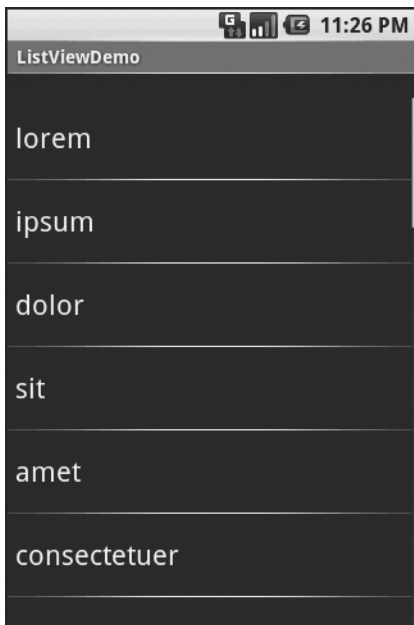 G 11:26 PM
ListViewDemo
lorem
ipsum
dolor
sit
amet
consectetuer